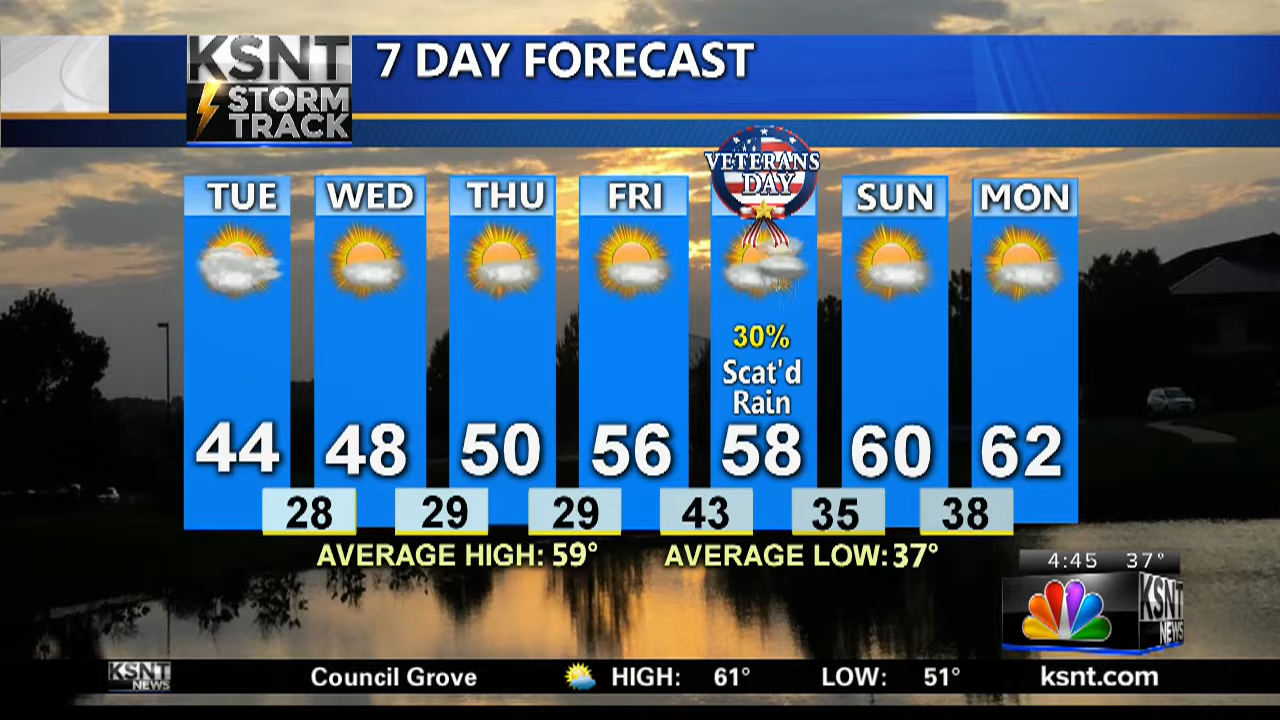 KSNT
STORM
TRACK
7 DAY FORECAST
TUE
WED
THU
FRI
VETERANS
DAY
SUN
MON
30%
Scat'd
Rain
44
48
50
56
58
60
62
28
29
29
43
35
38
AVERAGE HIGH: 59°
AVERAGE LOW: 37°
4:45 37°
KSNT
NEWS
KSNT
NEWS
Council Grove
HIGH: 61°
LOW: 51°
ksnt.com